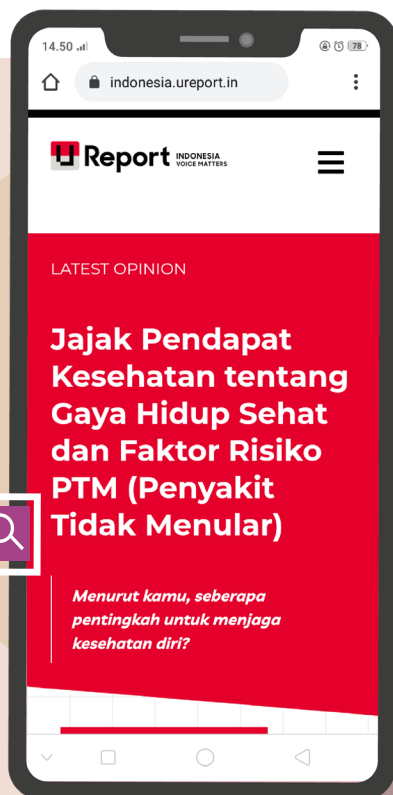 14.50
78
indonesia.ureport.in
U Report INDONESIA
VOICE MATTERS
LATEST OPINION
Jajak Pendapat
Kesehatan tentang
Gaya Hidup Sehat
dan Faktor Risiko
PTM (Penyakit
Tidak Menular)
Menurut kamu, seberapa
pentingkah untuk menjaga
kesehatan diri?